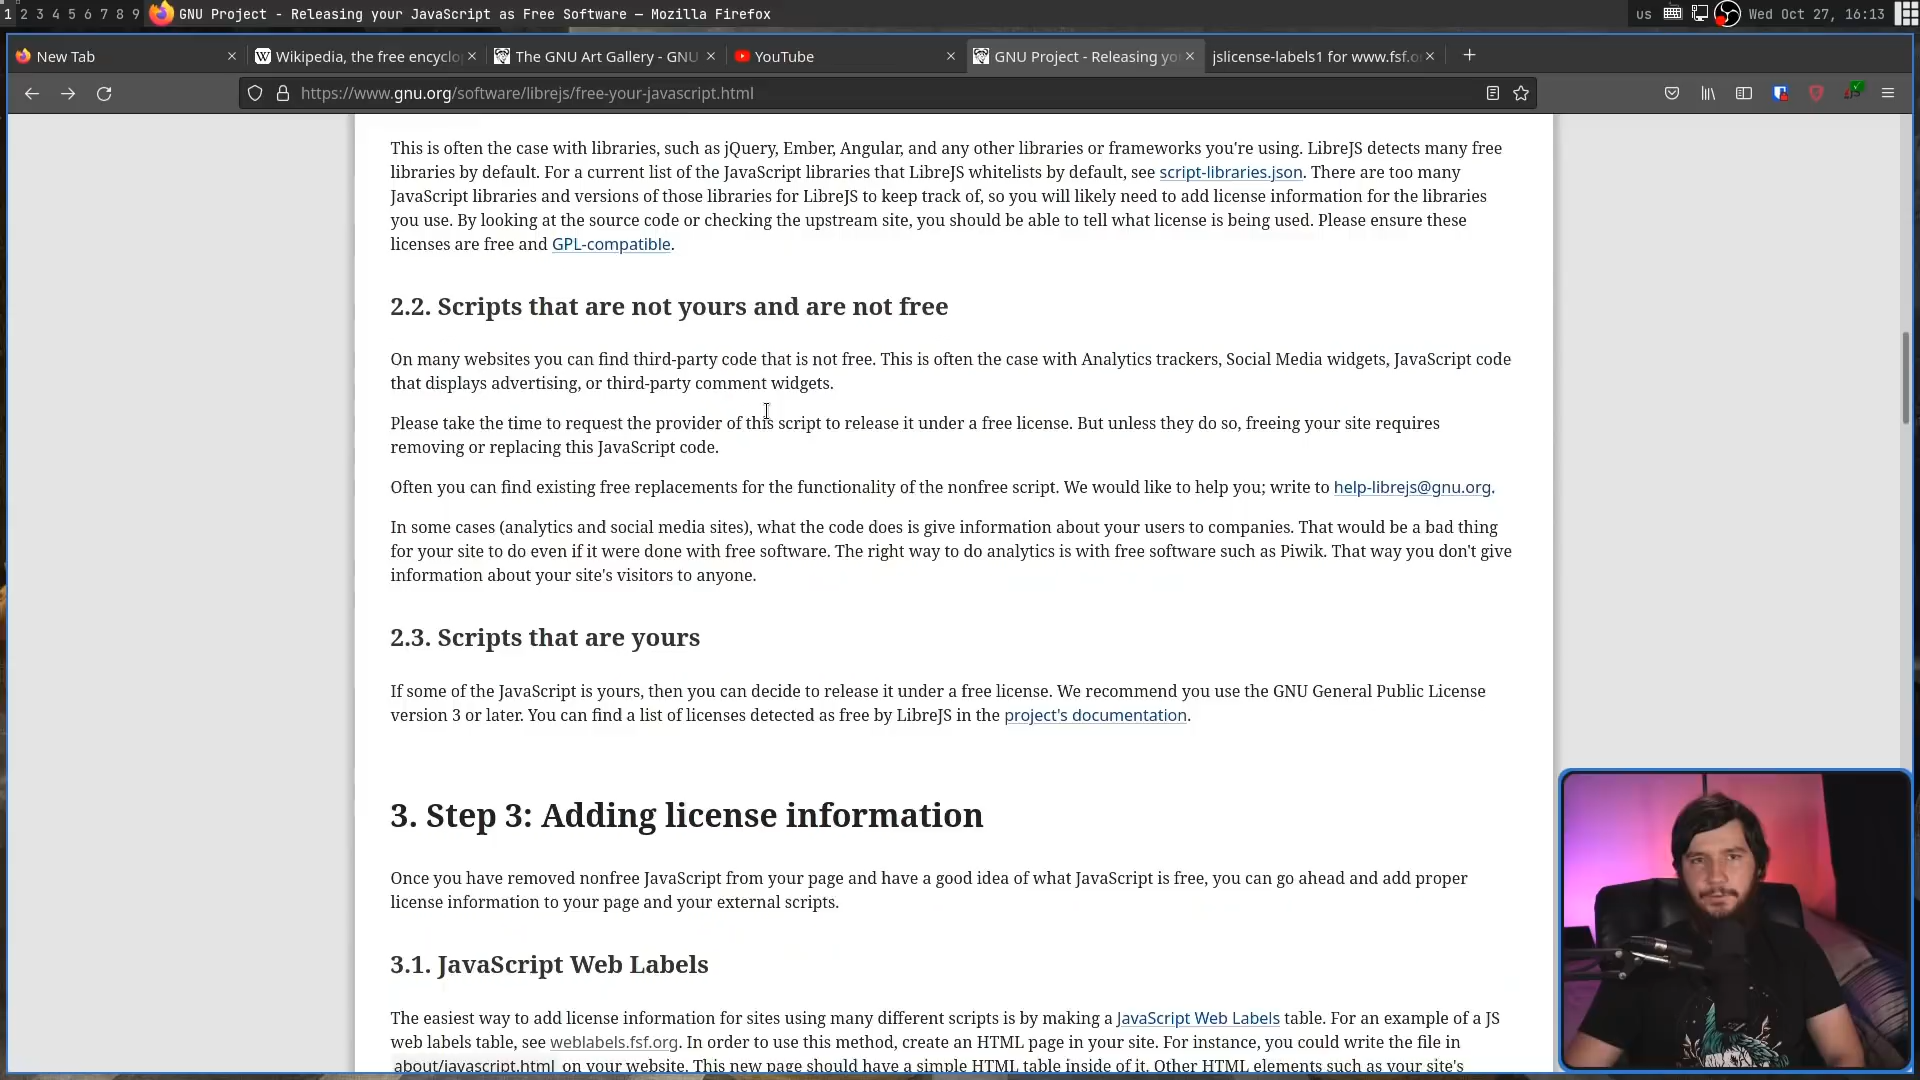 1 2 3 4 5 6 7 8 9 GNU Project - Releasing your JavaScript as Free Software — Mozilla Firefox us Wed Oct 27, 16:13
New Tab Wikipedia, the free encyclo The GNU Art Gallery - GNU YouTube GNU Project - Releasing yo jslicense-labels1 for www.fsf.o
https://www.gnu.org/software/librejs/free-your-javascript.html
This is often the case with libraries, such as jQuery, Ember, Angular, and any other libraries or frameworks you're using. LibreJS detects many free
libraries by default. For a current list of the JavaScript libraries that LibreJS whitelists by default, see script-libraries.json. There are too many
JavaScript libraries and versions of those libraries for LibreJS to keep track of, so you will likely need to add license information for the libraries
you use. By looking at the source code or checking the upstream site, you should be able to tell what license is being used. Please ensure these
licenses are free and GPL-compatible.
2.2. Scripts that are not yours and are not free
On many websites you can find third-party code that is not free. This is often the case with Analytics trackers, Social Media widgets, JavaScript code
that displays advertising, or third-party comment widgets.
Please take the time to request the provider of this script to release it under a free license. But unless they do so, freeing your site requires
removing or replacing this JavaScript code.
Often you can find existing free replacements for the functionality of the nonfree script. We would like to help you; write to help-librejs@gnu.org.
In some cases (analytics and social media sites), what the code does is give information about your users to companies. That would be a bad thing
for your site to do even if it were done with free software. The right way to do analytics is with free software such as Piwik. That way you don't give
information about your site's visitors to anyone.
2.3. Scripts that are yours
If some of the JavaScript is yours, then you can decide to release it under a free license. We recommend you use the GNU General Public License
version 3 or later. You can find a list of licenses detected as free by LibreJS in the project's documentation.
3. Step 3: Adding license information
Once you have removed nonfree JavaScript from your page and have a good idea of what JavaScript is free, you can go ahead and add proper
license information to your page and your external scripts.
3.1. JavaScript Web Labels
The easiest way to add license information for sites using many different scripts is by making a JavaScript Web Labels table. For an example of a JS
web labels table, see weblabels.fsf.org. In order to use this method, create an HTML page in your site. For instance, you could write the file in
about/javascript.html on your website. This new page should have a simple HTML table inside of it. Other HTML elements such as your site's